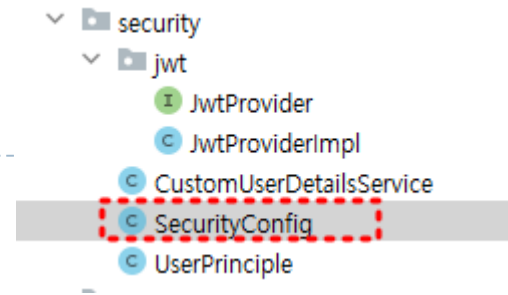 security
jwt
I JwtProvider
C JwtProviderImpl
C CustomUserDetailsService
C SecurityConfig
C UserPrinciple